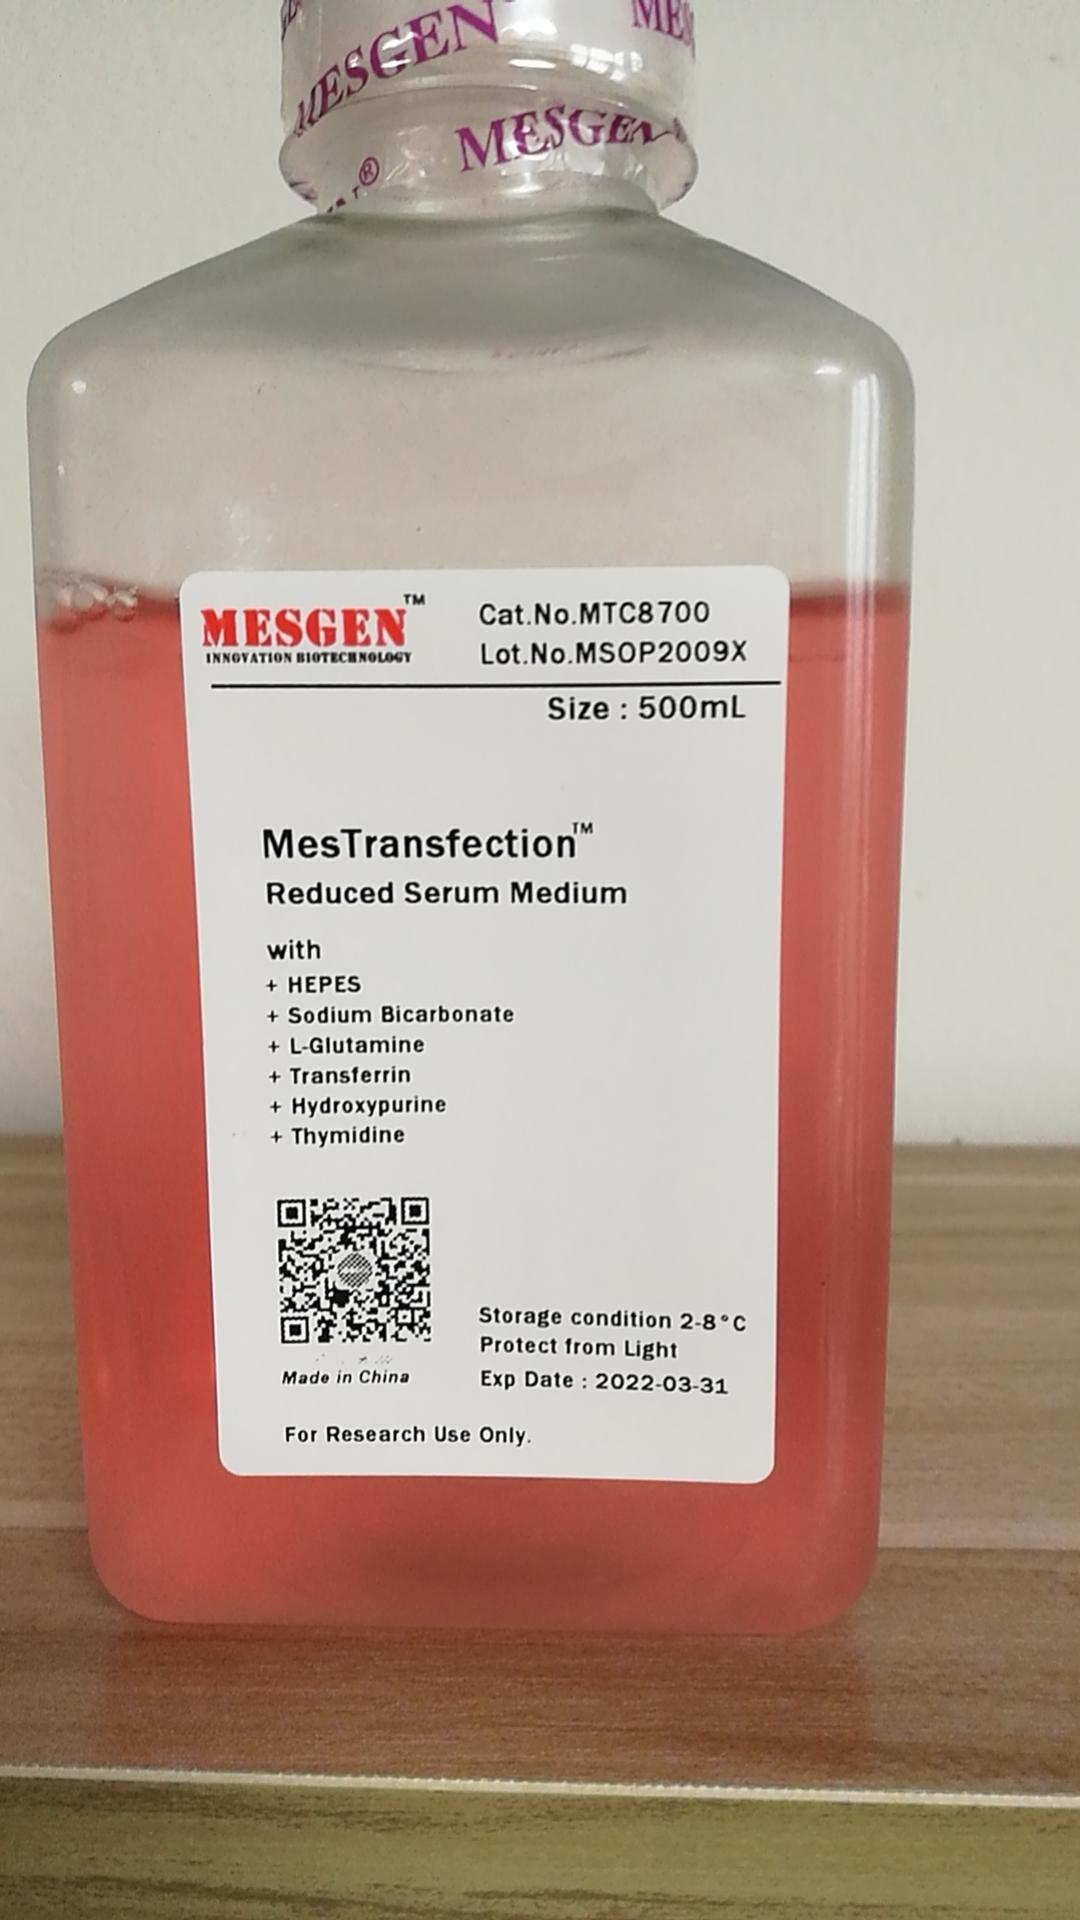 MESGEN
MES
MESGEN
®
MESGEN™
INNOVATION BIOTECHNOLOGY
Cat.No.MTC8700
Lot.No.MSOP2009X
Size : 500mL
MesTransfection™
Reduced Serum Medium
with
+ HEPES
+ Sodium Bicarbonate
+ L-Glutamine
+ Transferrin
+ Hydroxypurine
+ Thymidine
Storage condition 2-8°C
Protect from Light
Exp Date : 2022-03-31
Made in China
For Research Use Only.